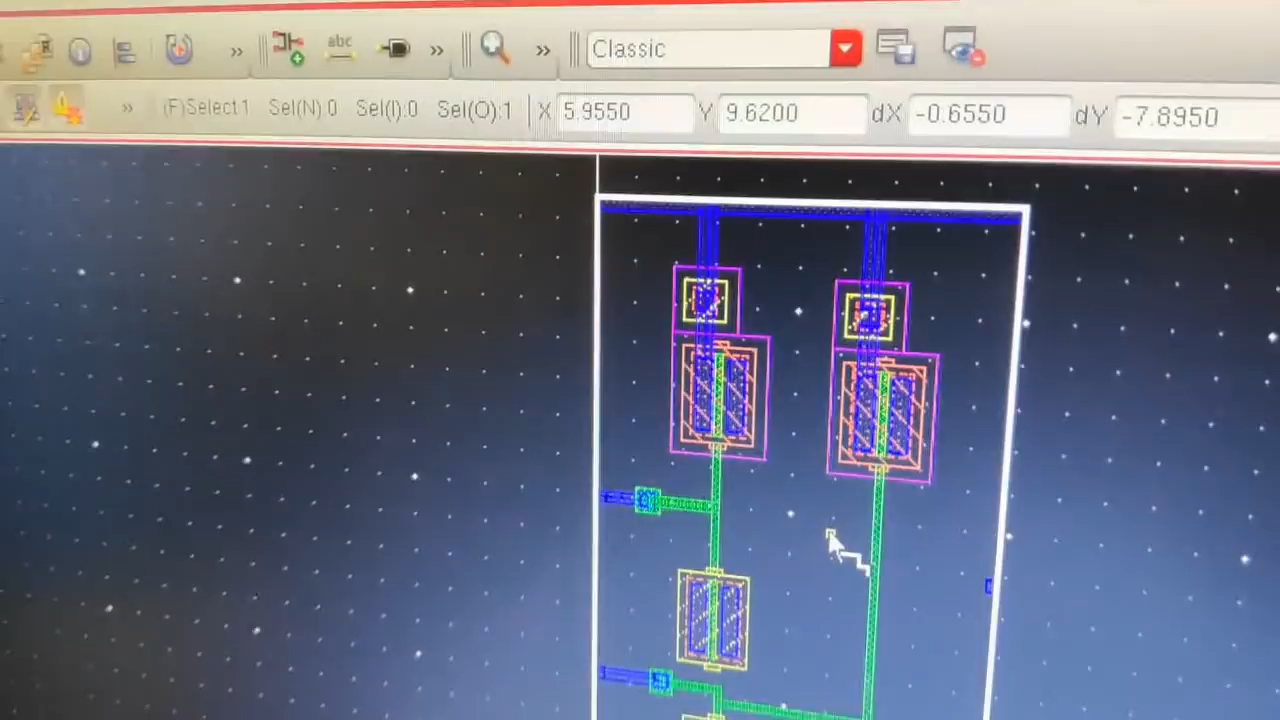 abc
Classic
(F)Select:1 Sel(N):0 Sel(I):0 Sel(O):1 X 5.9550 Y 9.6200 dX -0.6550 dY -7.8950